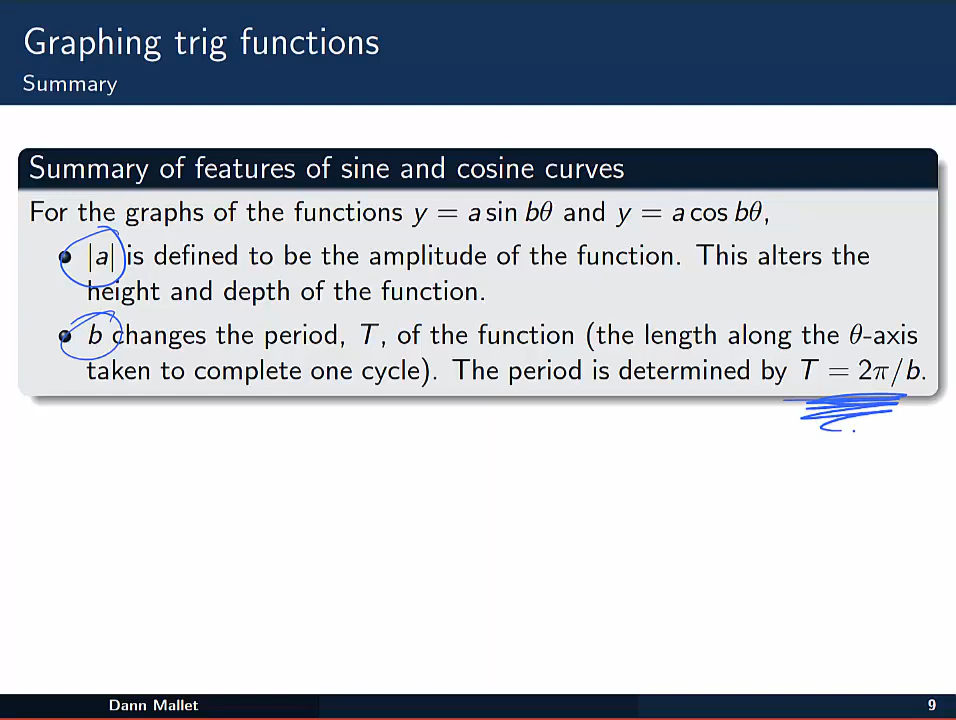 Graphing trig functions
Summary
Summary of features of sine and cosine curves
For the graphs of the functions y = a sin bθ and y = a cos bθ,
• |a| is defined to be the amplitude of the function. This alters the
height and depth of the function.
• b changes the period, T, of the function (the length along the θ-axis
taken to complete one cycle). The period is determined by T = 2π/b.
Dann Mallet
9